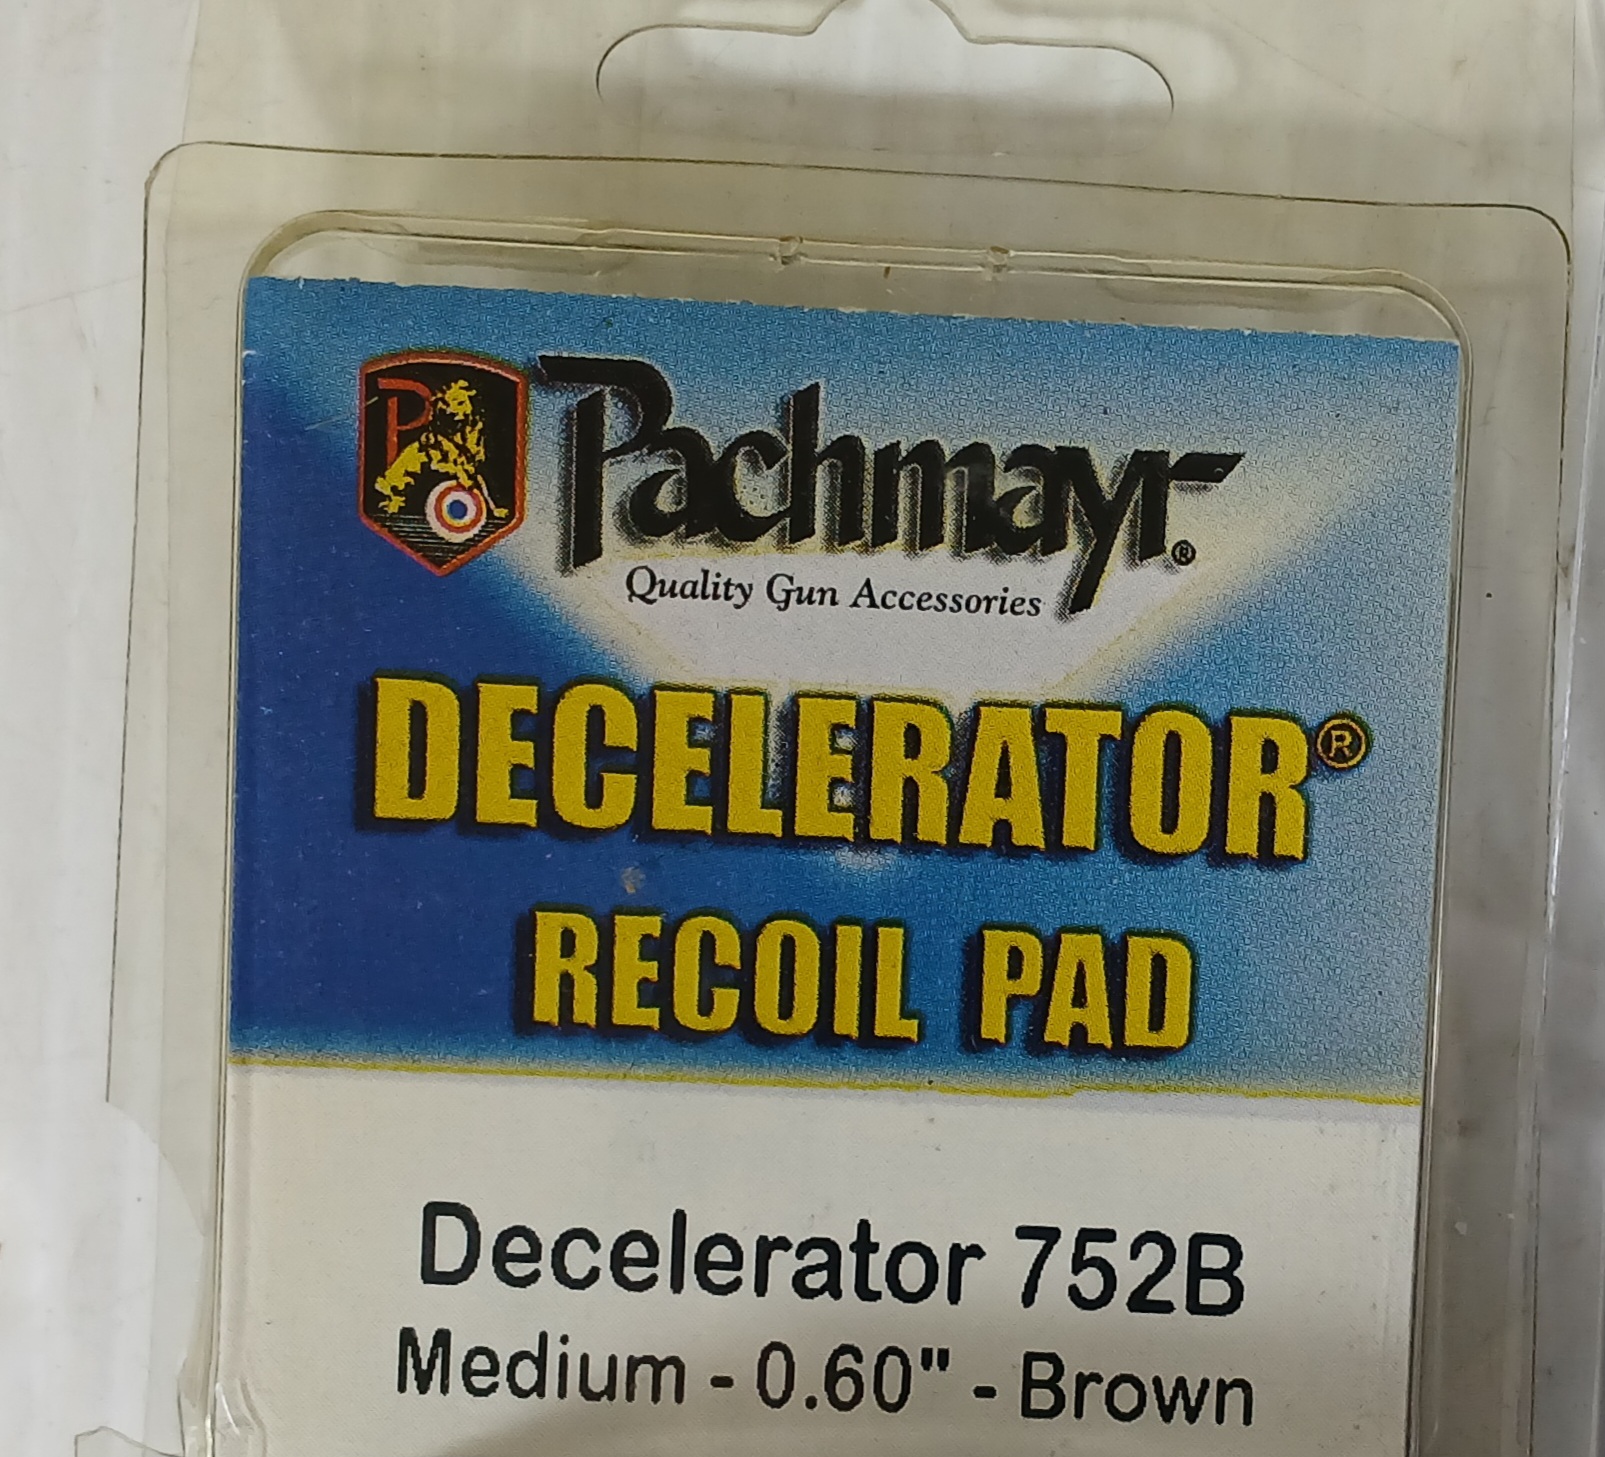 P
Pachmayr®
Quality Gun Accessories
DECELERATOR®
RECOIL PAD
Decelerator 752B
Medium - 0.60" - Brown